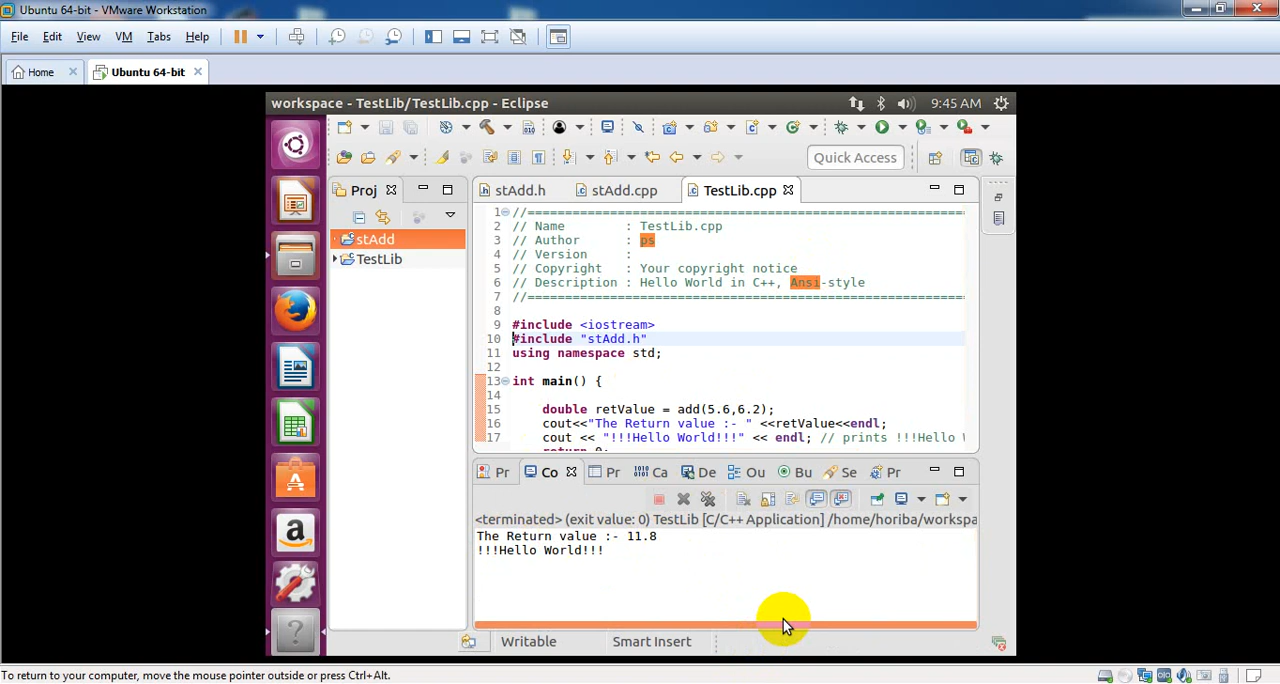 Ubuntu 64-bit - VMware Workstation
File Edit View VM Tabs Help
Home
Ubuntu 64-bit
workspace - TestLib/TestLib.cpp - Eclipse
9:45 AM
Quick Access
Proj
stAdd.h
stAdd.cpp
TestLib.cpp
stAdd
TestLib
1 //============================================================
2 // Name        : TestLib.cpp
3 // Author      : ps
4 // Version     :
5 // Copyright   : Your copyright notice
6 // Description : Hello World in C++, Ansi-style
7 //============================================================
8
9 #include <iostream>
10 #include "stAdd.h"
11 using namespace std;
12
13 int main() {
14
15 double retValue = add(5.6,6.2);
16 cout<<"The Return value :- " <<retValue<<endl;
17 cout << "!!!Hello World!!!" << endl; // prints !!!Hello
return 0;
Pr Co Pr Ca De Ou Bu Se Pr
<terminated> (exit value: 0) TestLib [C/C++ Application] /home/horiba/workspa
The Return value :- 11.8
!!!Hello World!!!
Writable
Smart Insert
To return to your computer, move the mouse pointer outside or press Ctrl+Alt.